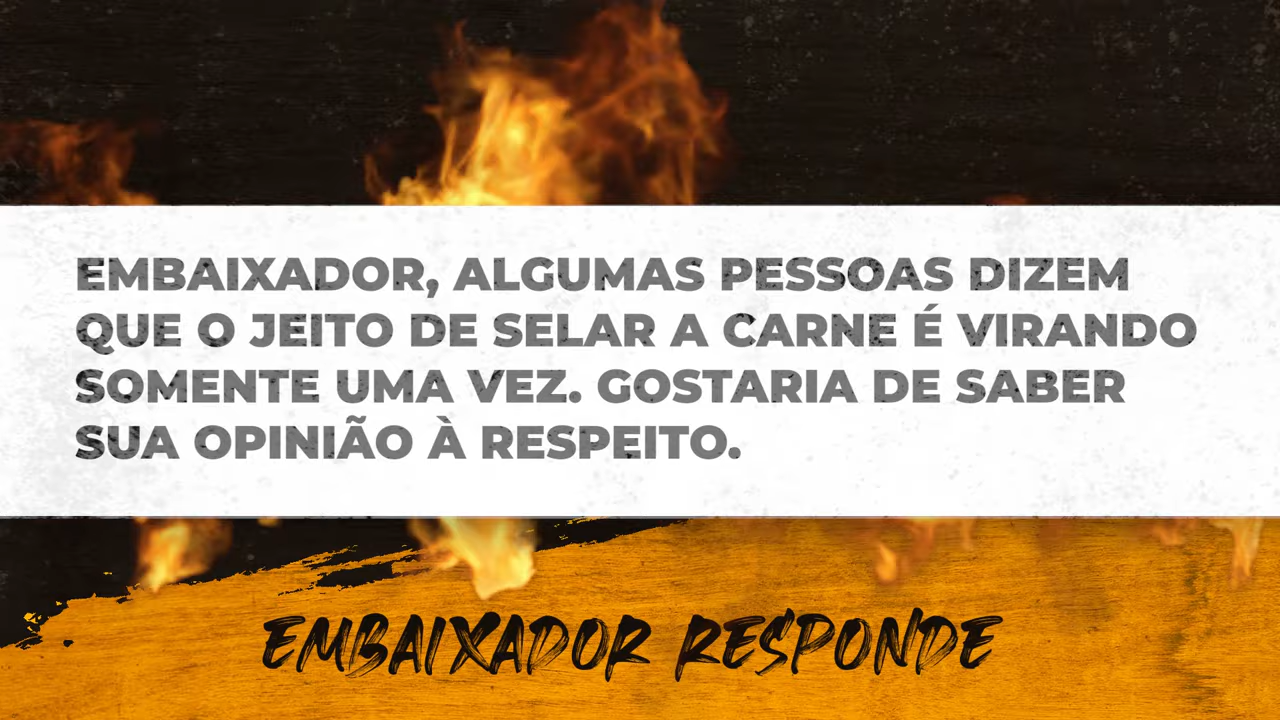 EMBAIXADOR, ALGUMAS PESSOAS DIZEM
QUE O JEITO DE SELAR A CARNE É VIRANDO
SOMENTE UMA VEZ. GOSTARIA DE SABER
SUA OPINIÃO À RESPEITO.
EMBAIXADOR RESPONDE